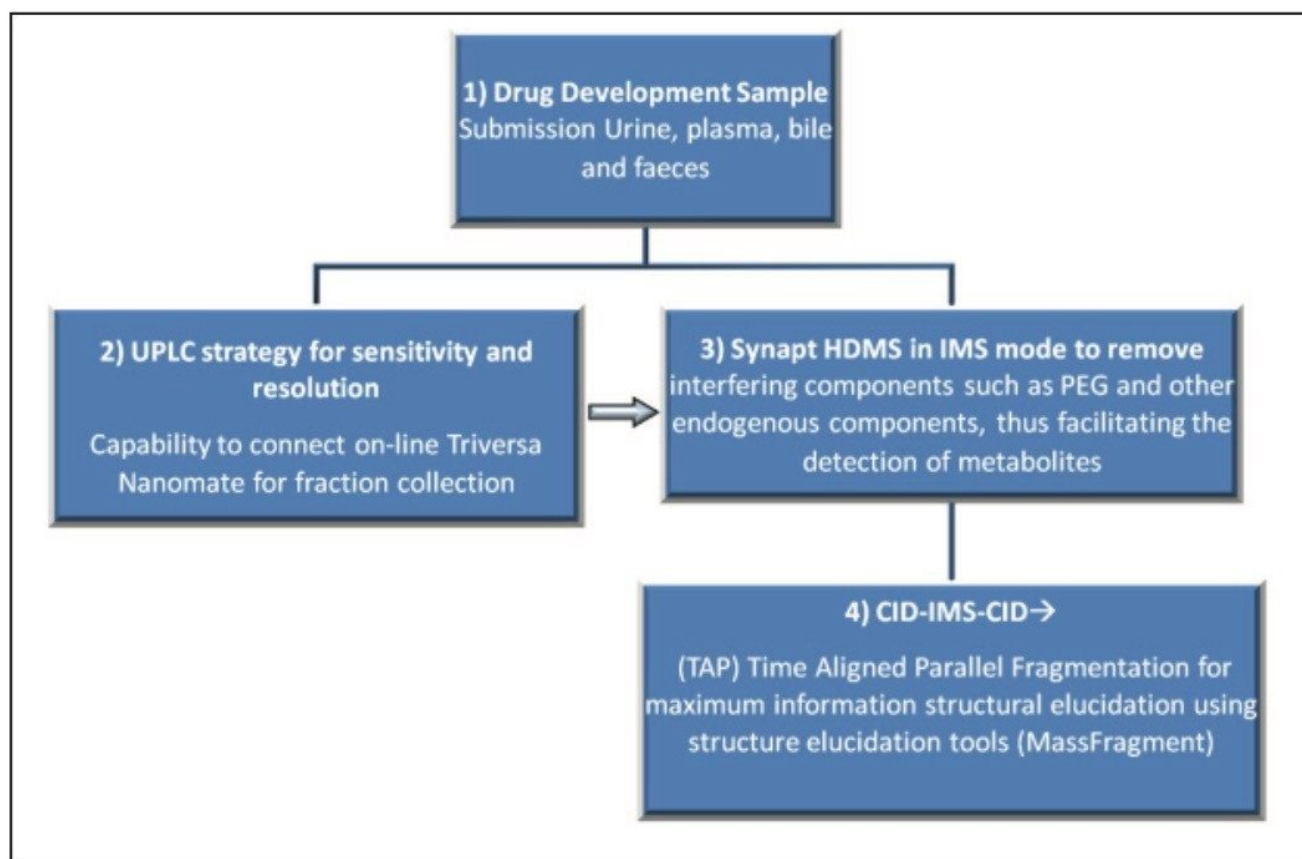 1) Drug Development Sample
Submission Urine, plasma, bile
and faeces
2) UPLC strategy for sensitivity and
resolution
Capability to connect on-line Triversa
Nanomate for fraction collection
3) Synapt HDMS in IMS mode to remove
interfering components such as PEG and other
endogenous components, thus facilitating the
detection of metabolites
4) CID-IMS-CID→
(TAP) Time Aligned Parallel Fragmentation for
maximum information structural elucidation using
structure elucidation tools (MassFragment)